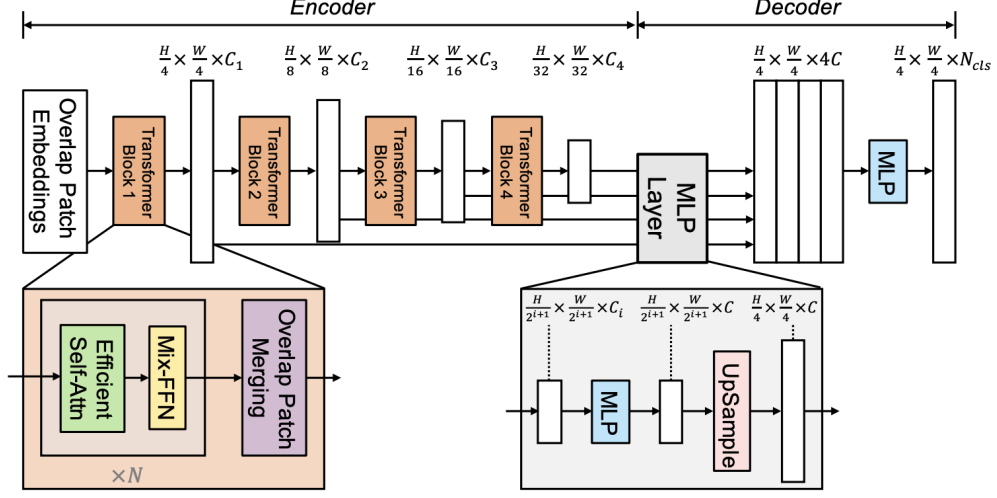 Encoder
Decoder
H/4 × W/4 × C₁
H/8 × W/8 × C₂
H/16 × W/16 × C₃
H/32 × W/32 × C₄
H/4 × W/4 × 4C
H/4 × W/4 × N_cls
Overlap Patch
Embeddings
Transformer
Block 1
Transformer
Block 2
Transformer
Block 3
Transformer
Block 4
MLP
Layer
MLP
Efficient
Self-Attn
Mix-FFN
Overlap Patch
Merging
×N
H/2^{i+1} × W/2^{i+1} × C_i
H/2^{i+1} × W/2^{i+1} × C
H/4 × W/4 × C
MLP
UpSample